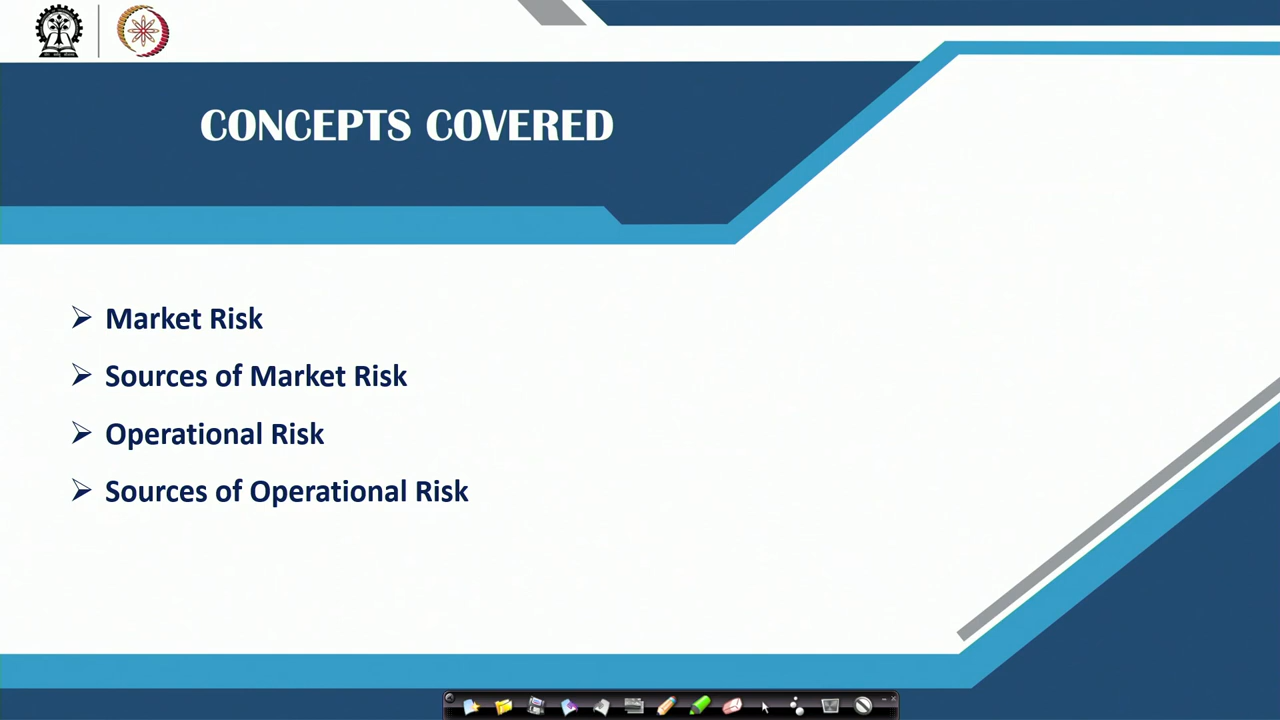 CONCEPTS COVERED
➢ Market Risk
➢ Sources of Market Risk
➢ Operational Risk
➢ Sources of Operational Risk